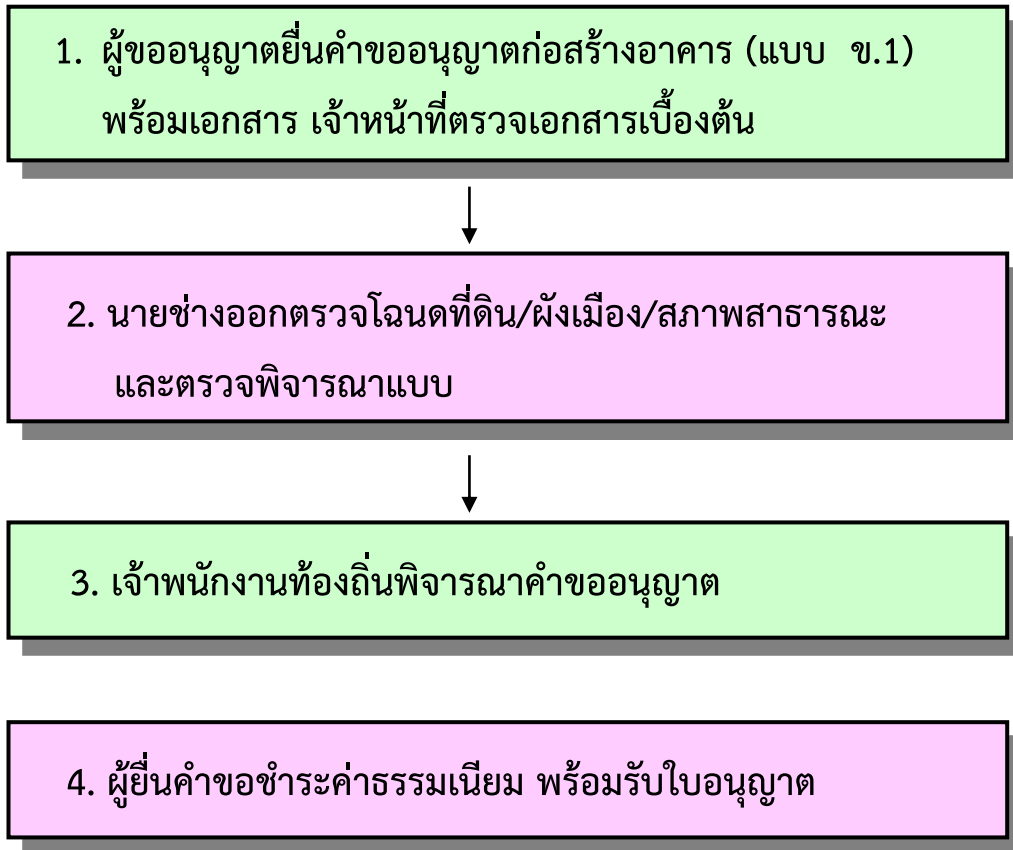 1. ผู้ขออนุญาตยื่นคำขออนุญาตก่อสร้างอาคาร (แบบ ข.1)
พร้อมเอกสาร เจ้าหน้าที่ตรวจเอกสารเบื้องต้น
2. นายช่างออกตรวจโฉนดที่ดิน/ผังเมือง/สภาพสาธารณะ
และตรวจพิจารณาแบบ
3. เจ้าพนักงานท้องถิ่นพิจารณาคำขออนุญาต
4. ผู้ยื่นคำขอชำระค่าธรรมเนียม พร้อมรับใบอนุญาต